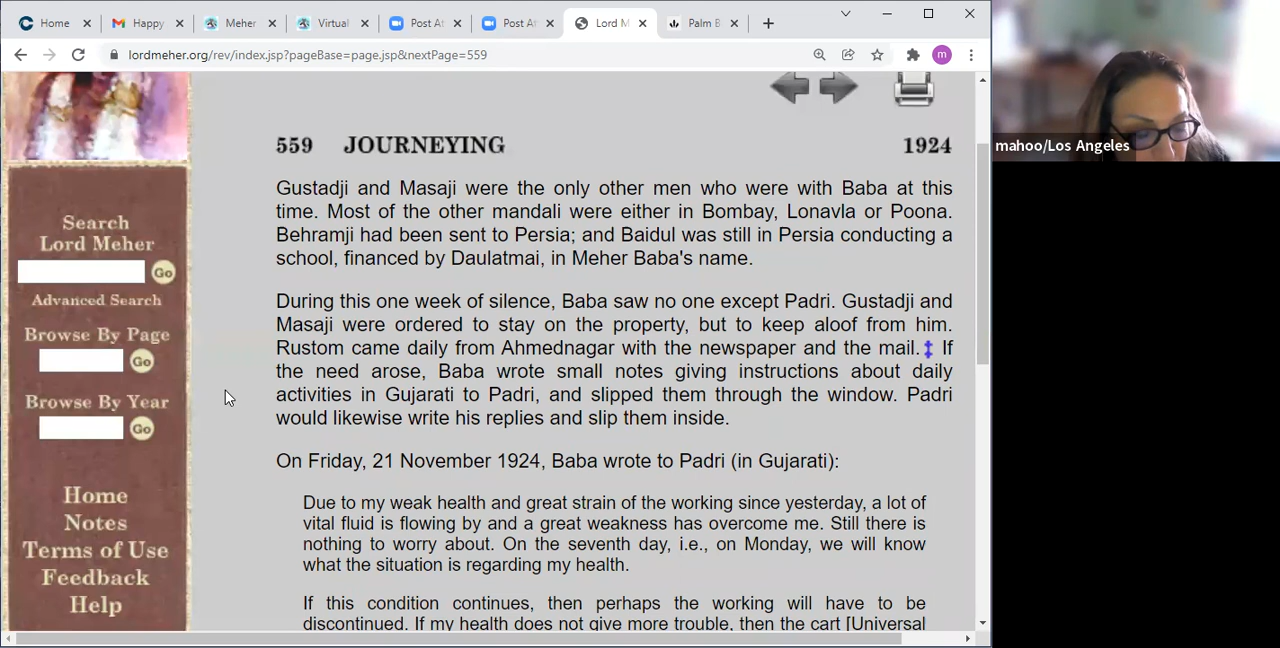 Home
Happy
Meher
Virtual
Post At
Post At
Lord M
Palm B
lordmeher.org/rev/index.jsp?pageBase=page.jsp&nextPage=559
m
mahoo/Los Angeles
Search
Lord Meher
Go
Advanced Search
Browse By Page
Go
Browse By Year
Go
Home
Notes
Terms of Use
Feedback
Help
559 JOURNEYING 1924
Gustadji and Masaji were the only other men who were with Baba at this
time. Most of the other mandali were either in Bombay, Lonavla or Poona.
Behramji had been sent to Persia; and Baidul was still in Persia conducting a
school, financed by Daulatmai, in Meher Baba's name.
During this one week of silence, Baba saw no one except Padri. Gustadji and
Masaji were ordered to stay on the property, but to keep aloof from him.
Rustom came daily from Ahmednagar with the newspaper and the mail.‡ If
the need arose, Baba wrote small notes giving instructions about daily
activities in Gujarati to Padri, and slipped them through the window. Padri
would likewise write his replies and slip them inside.
On Friday, 21 November 1924, Baba wrote to Padri (in Gujarati):
Due to my weak health and great strain of the working since yesterday, a lot of
vital fluid is flowing by and a great weakness has overcome me. Still there is
nothing to worry about. On the seventh day, i.e., on Monday, we will know
what the situation is regarding my health.
If this condition continues, then perhaps the working will have to be
discontinued. If my health does not give more trouble, then the cart [Universal